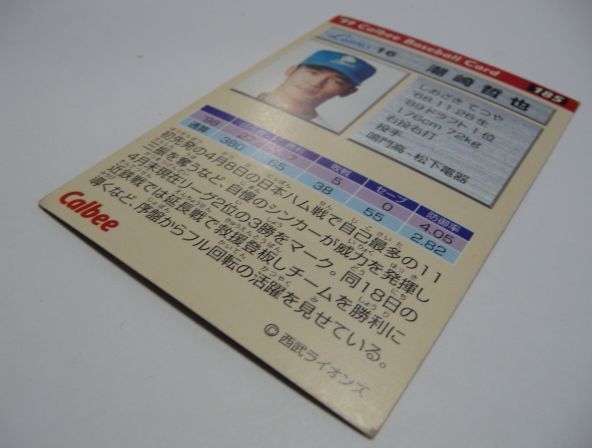 '99 Calbee Baseball Card
Lions 16 潮崎哲也 185
しおざき てつや
'68.11.26生
'89ドラフト1位
176cm 72kg
右投右打
投手
鳴門高-松下電器
敗戦 セーブ 防御率
'98 5 0 4.05
通算 380 65 38 55 2.82
初先発の4月8日の日本ハム戦で自己最多の11
三振を奪うなど、自慢のシンカーが威力を発揮し
4月末現在リーグ2位の3勝をマーク。同18日の
近鉄戦では延長戦で救援登板しチームを勝利に
導くなど、序盤からフル回転の活躍を見せている。
Calbee
©西武ライオンズ